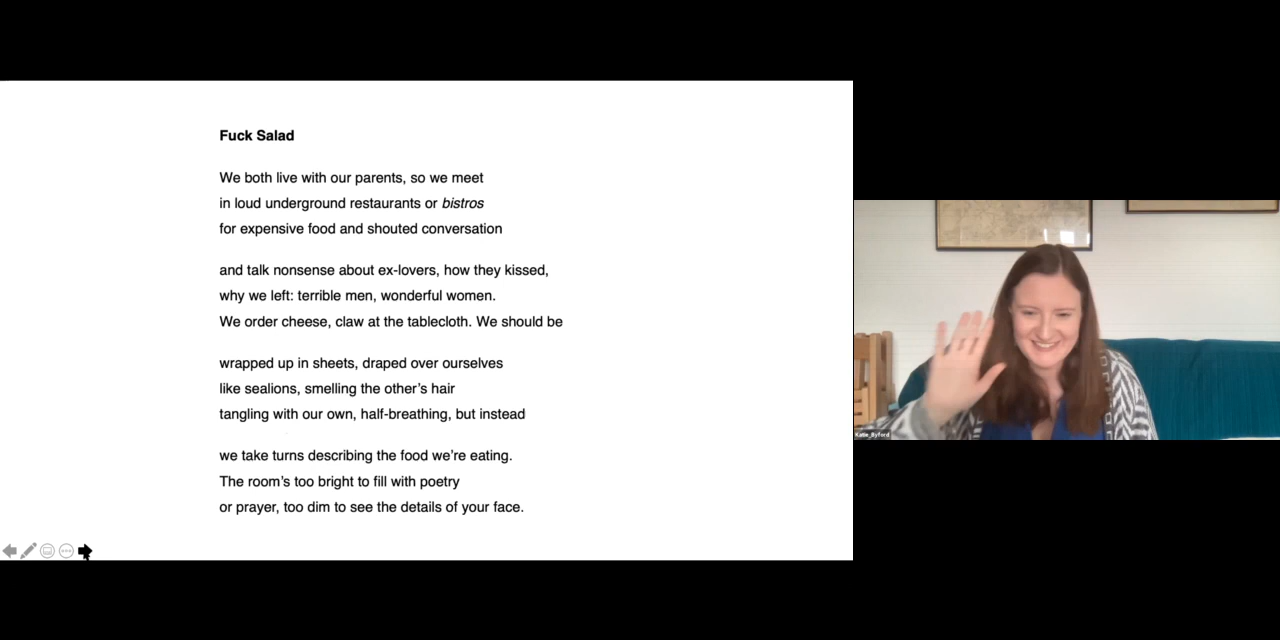 Fuck Salad
We both live with our parents, so we meet
in loud underground restaurants or bistros
for expensive food and shouted conversation
and talk nonsense about ex-lovers, how they kissed,
why we left: terrible men, wonderful women.
We order cheese, claw at the tablecloth. We should be
wrapped up in sheets, draped over ourselves
like sealions, smelling the other’s hair
tangling with our own, half-breathing, but instead
we take turns describing the food we’re eating.
The room’s too bright to fill with poetry
or prayer, too dim to see the details of your face.
Katie_Byford